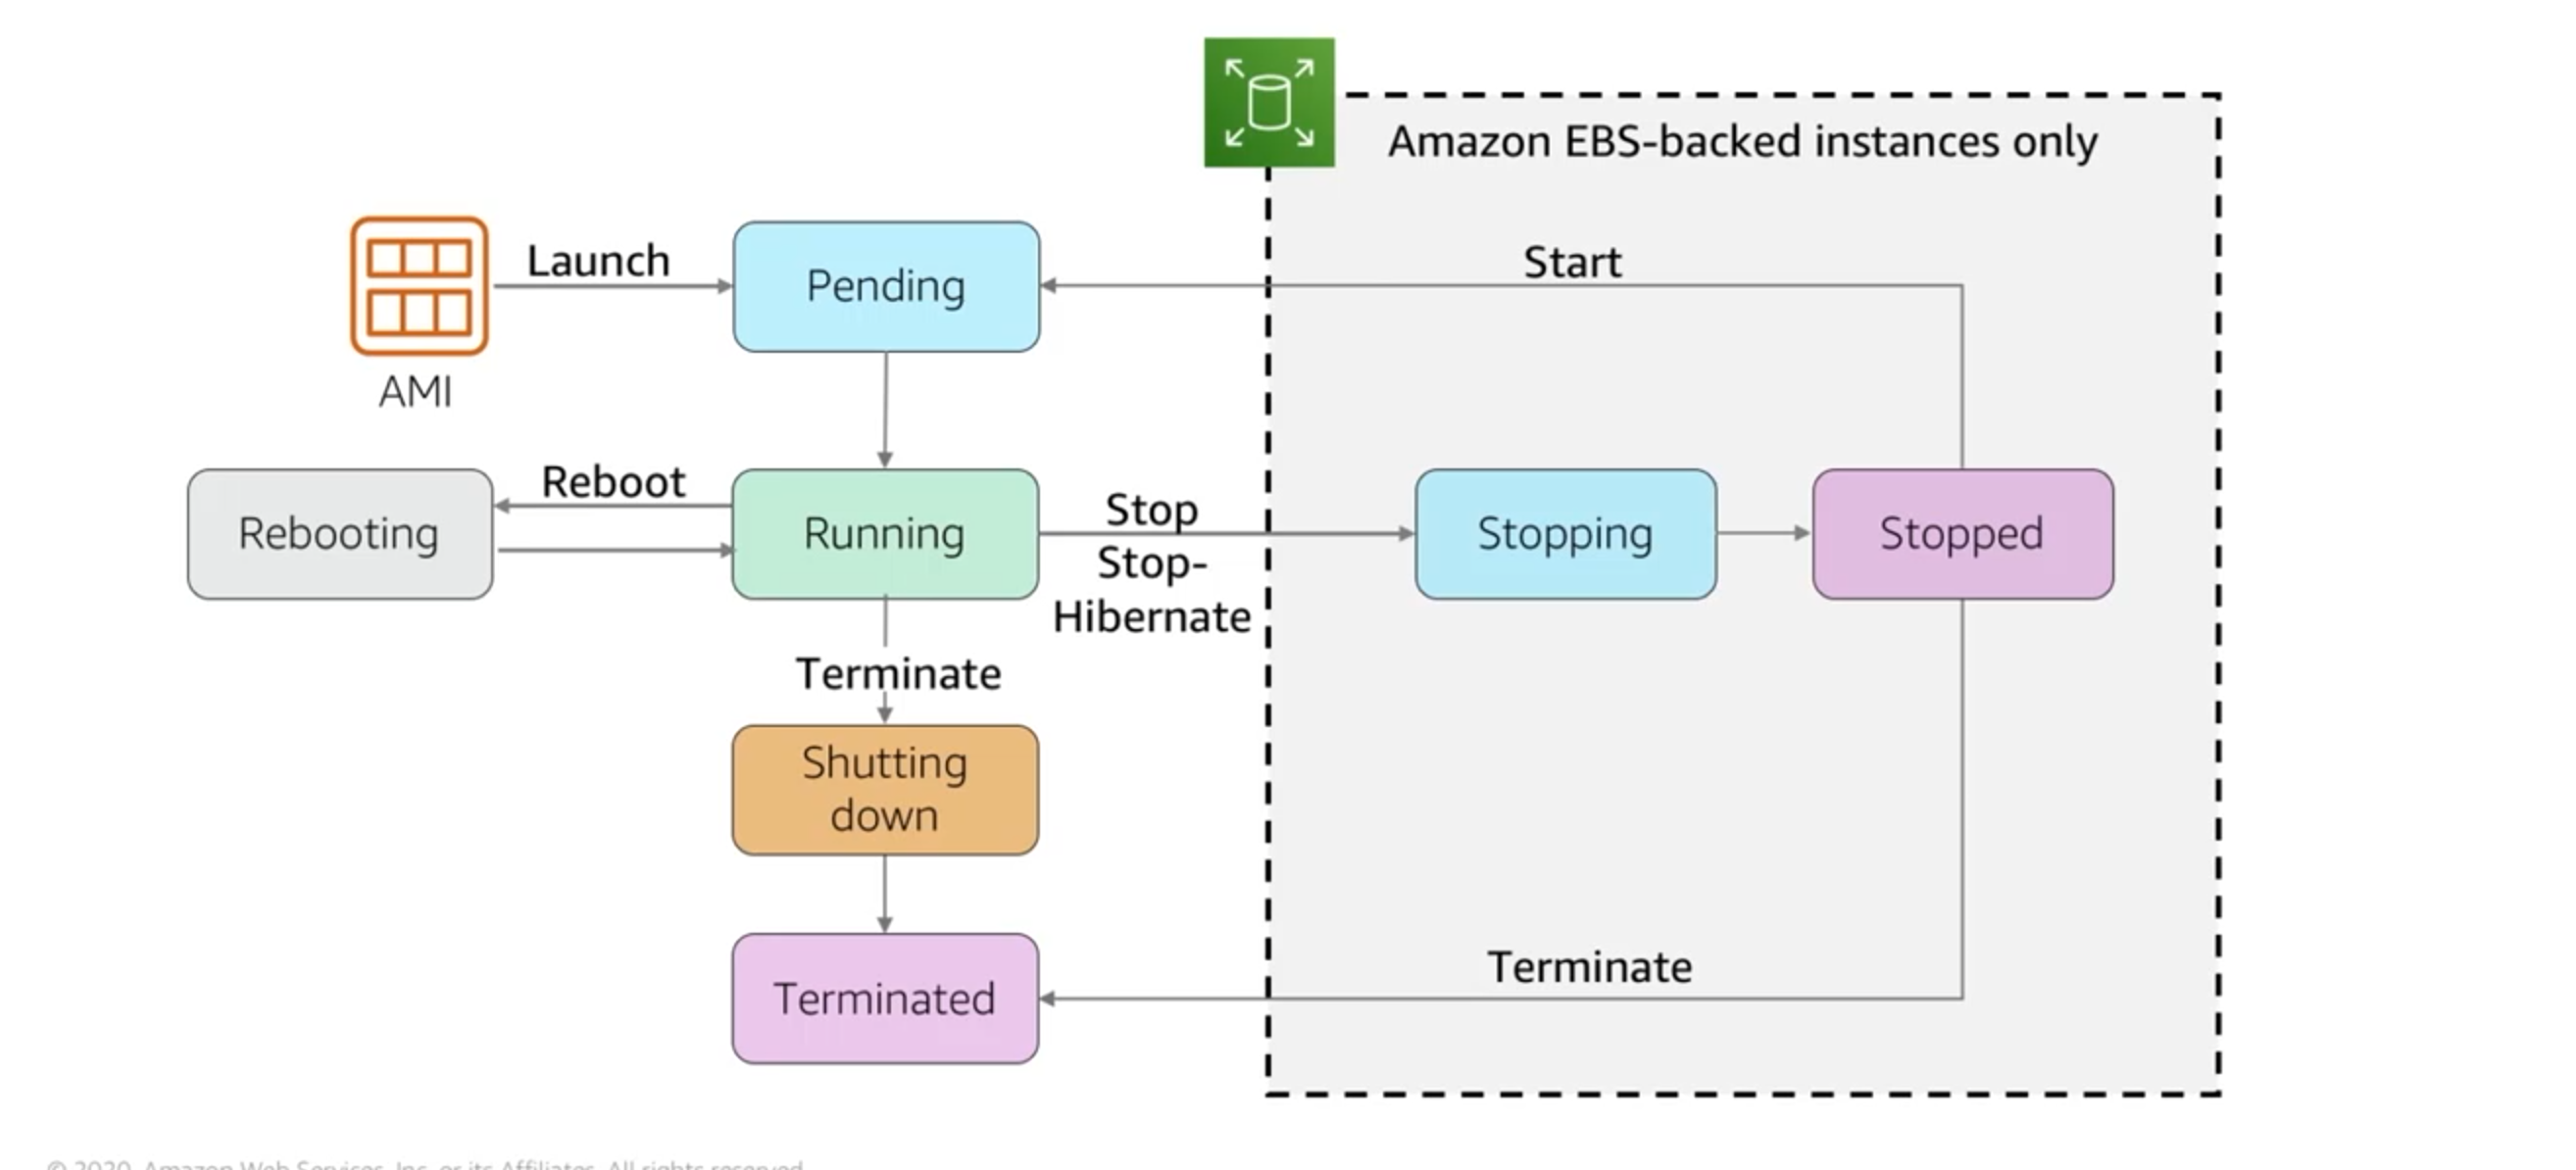 Amazon EBS-backed instances only
Launch
Pending
Start
AMI
Rebooting
Reboot
Running
Stop
Stop-
Hibernate
Stopping
Stopped
Terminate
Shutting
down
Terminated
Terminate
© 2020, Amazon Web Services, Inc. or its Affiliates. All rights reserved.